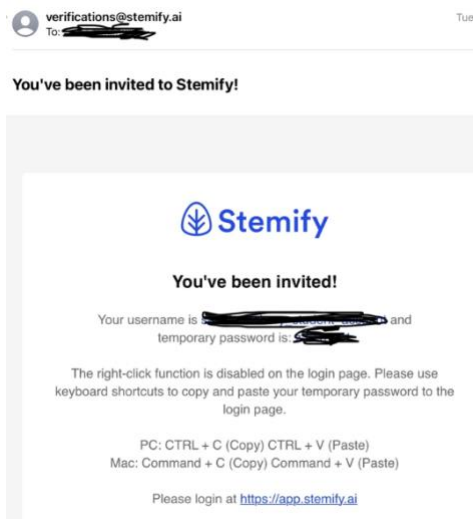 verifications@stemify.ai
Tue
To:
You've been invited to Stemify!
Stemify
You've been invited!
Your username is and
temporary password is:
The right-click function is disabled on the login page. Please use
keyboard shortcuts to copy and paste your temporary password to the
login page.
PC: CTRL + C (Copy) CTRL + V (Paste)
Mac: Command + C (Copy) Command + V (Paste)
Please login at https://app.stemify.ai